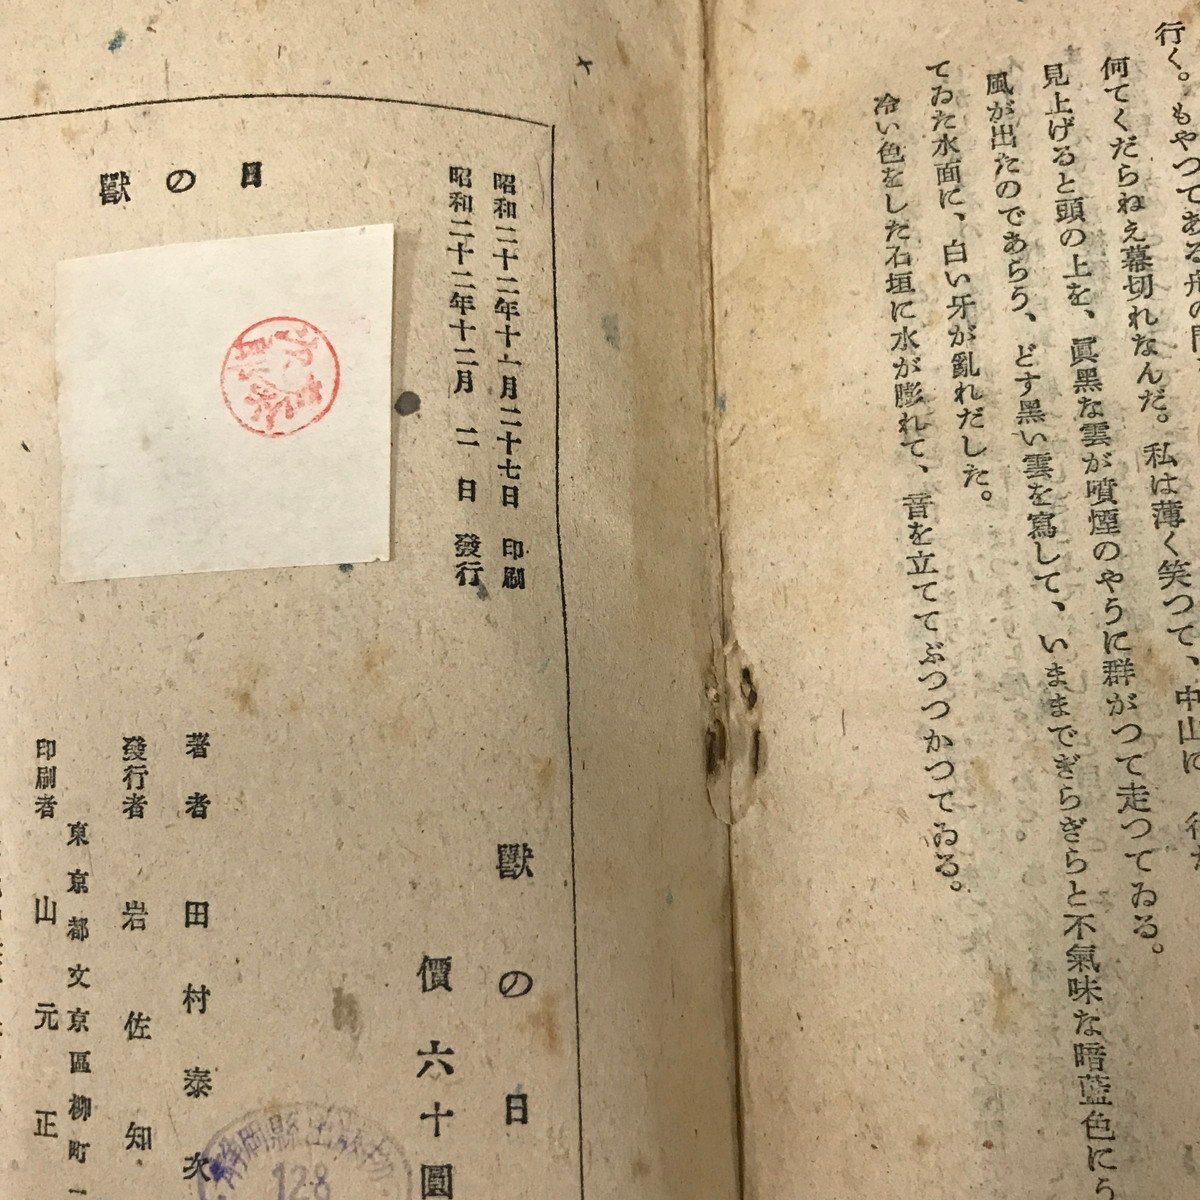 行く。もやつてある舟の間
何てくだらねえ幕切れなんだ。私は薄く笑つて、中山に
見上げると頭の上を、眞黑な雲が噴煙のやうに群がつて走つてゐる。
風が出たのであらう、どす黑い雲を寫して、いままでぎらぎらと不氣味な暗藍色にう
てゐた水面に、白い牙が亂れだした。
冷い色をした石垣に水が膨れて、音を立ててぶつつかつてゐる。
獸の日
昭和二十二年十一月二十七日 印刷
昭和二十二年十二月 二 日 發行
獸の日
價六十圓
著者 田村泰次
發行者 岩佐知
東京都文京區柳町一
印刷者 山元正
靜岡縣出
128